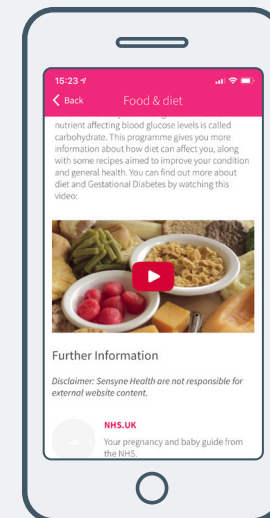 15:23
Back
Food & diet
nutrient affecting blood glucose levels is called
carbohydrate. This programme gives you more
information about how diet can affect you, along
with some recipes aimed to improve your condition
and general health. You can find out more about
diet and Gestational Diabetes by watching this
video:
Further Information
Disclaimer: Sensyne Health are not responsible for
external website content.
NHS.UK
Your pregnancy and baby guide from
the NHS.